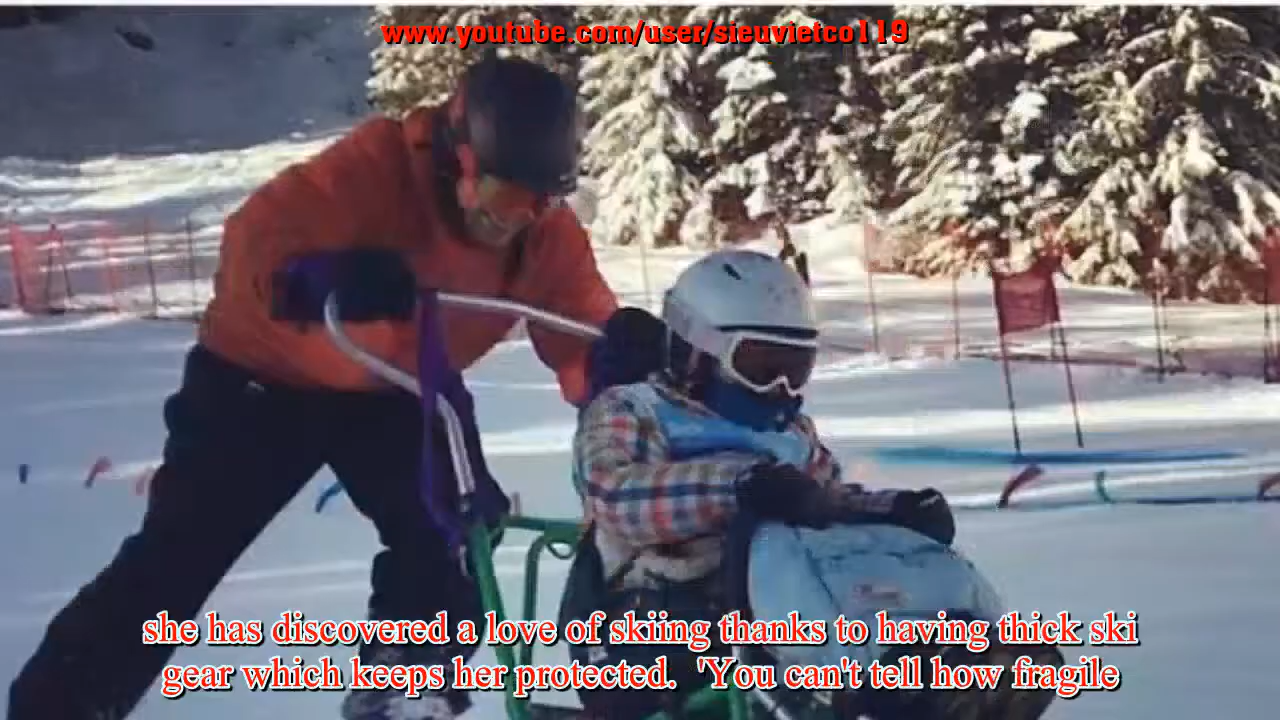 www.youtube.com/user/sieuvietco119
she has discovered a love of skiing thanks to having thick ski
gear which keeps her protected. 'You can't tell how fragile